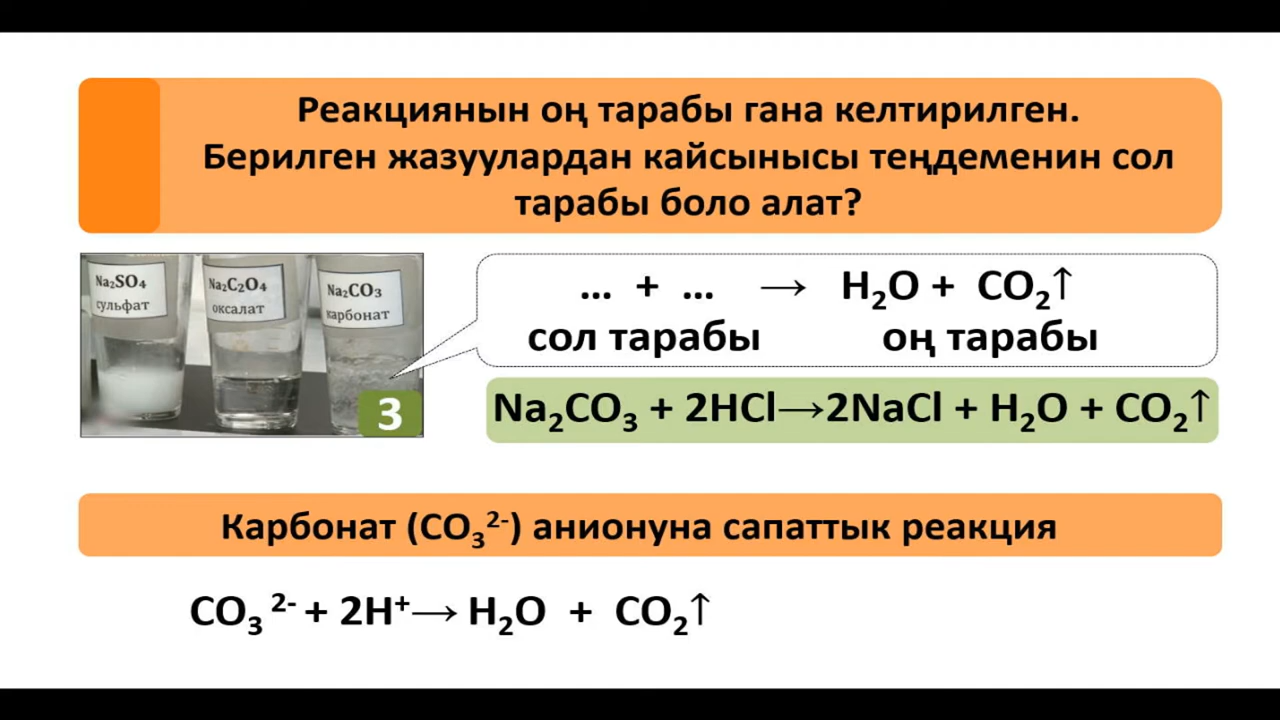 Реакциянын оң тарабы гана келтирилген.
Берилген жазуулардан кайсынысы теңдеменин сол
тарабы боло алат?
Na₂SO₄
сульфат
Na₂C₂O₄
оксалат
Na₂CO₃
карбонат
3
... + ... → H₂O + CO₂↑
сол тарабы оң тарабы
Na₂CO₃ + 2HCl→2NaCl + H₂O + CO₂↑
Карбонат (CO₃²⁻) анионуна сапаттык реакция
CO₃ ²⁻ + 2H⁺→ H₂O + CO₂↑